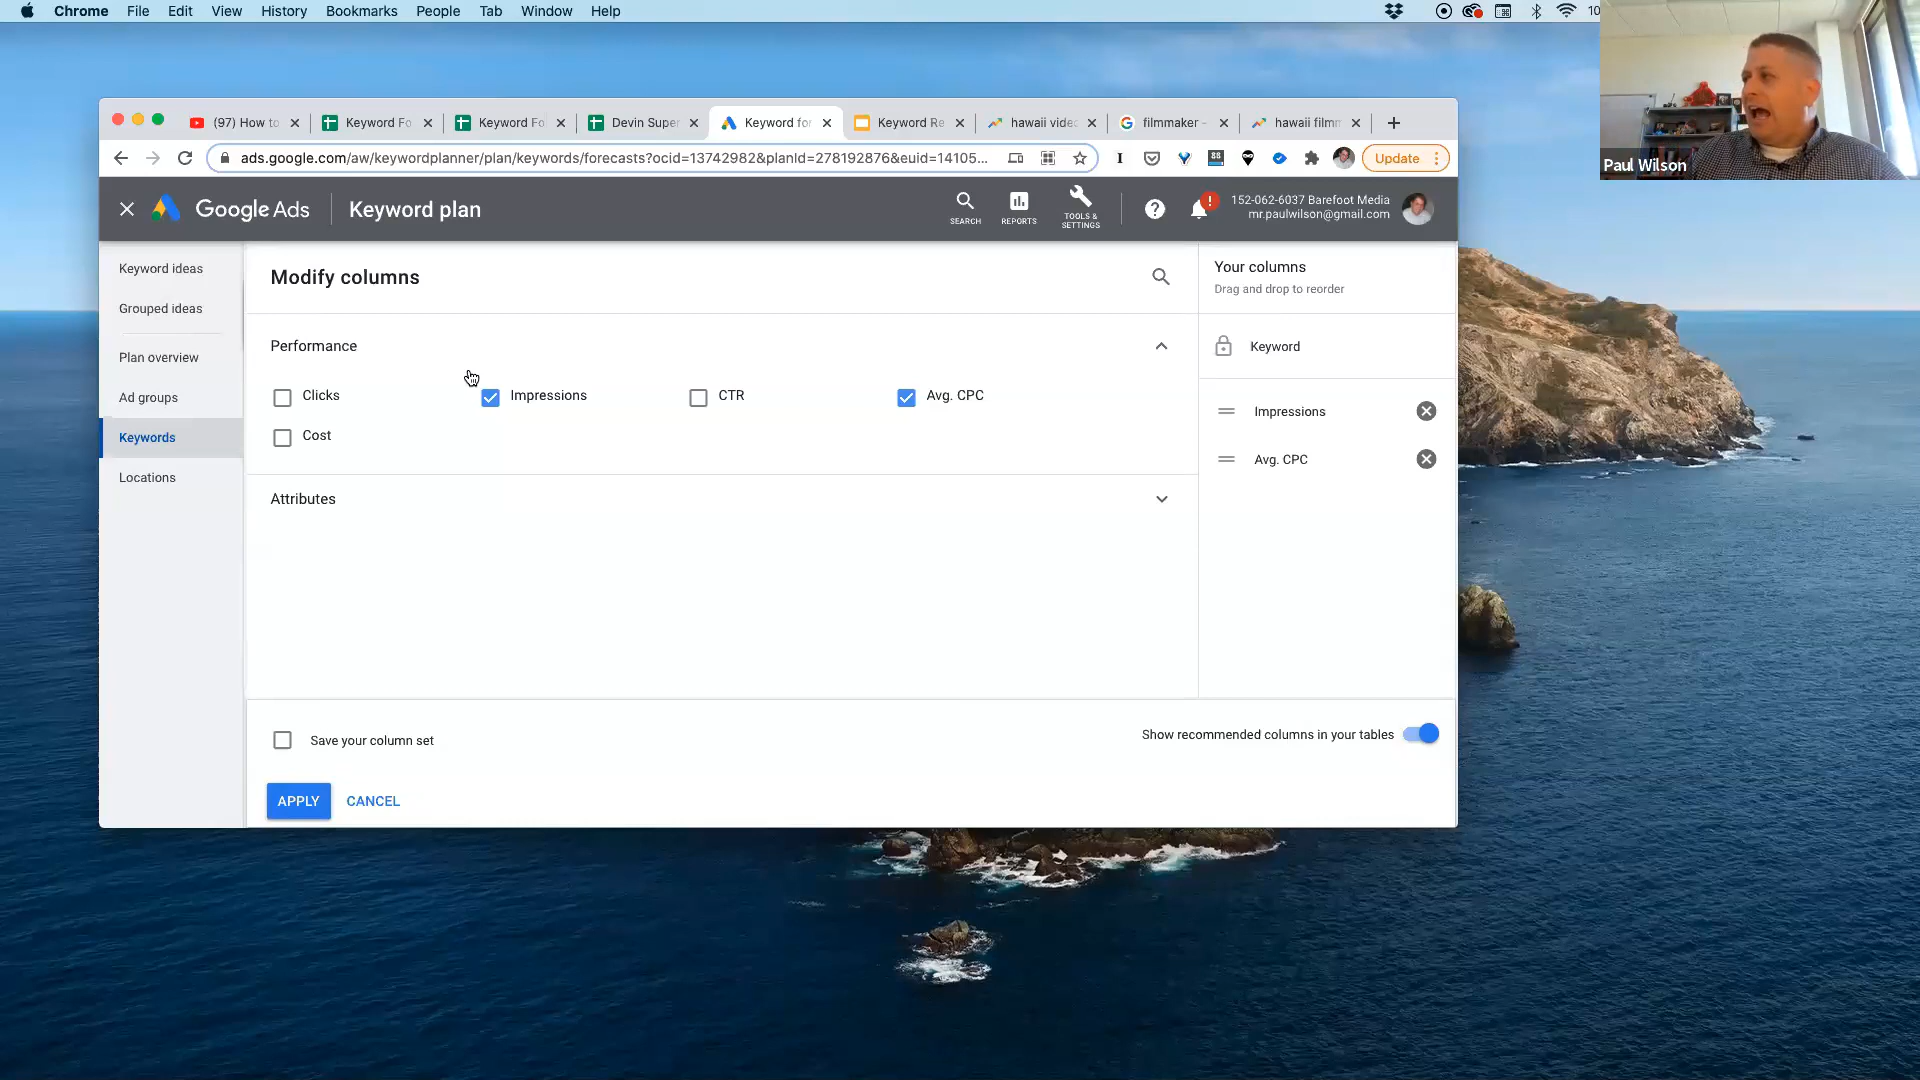 Chrome File Edit View History Bookmarks People Tab Window Help
10
Paul Wilson
(97) How to
Keyword Fo
Keyword Fo
Devin Super
Keyword for
Keyword Re
hawaii vide
filmmaker -
hawaii filmm
ads.google.com/aw/keywordplanner/plan/keywords/forecasts?ocid=13742982&planId=278192876&euid=14105...
Update
Google Ads
Keyword plan
SEARCH
REPORTS
TOOLS &
SETTINGS
152-062-6037 Barefoot Media
mr.paulwilson@gmail.com
Keyword ideas
Grouped ideas
Plan overview
Ad groups
Keywords
Locations
Modify columns
Performance
Clicks
Impressions
CTR
Avg. CPC
Cost
Attributes
Your columns
Drag and drop to reorder
Keyword
Impressions
Avg. CPC
Save your column set
Show recommended columns in your tables
APPLY
CANCEL